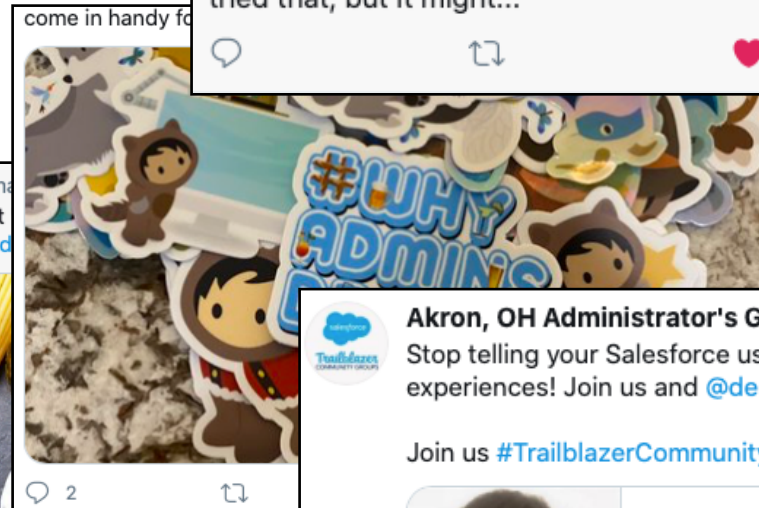 tried that, but it might...
come in handy fo
#WHY
ADMINS
2
salesforce
Trailblazer
COMMUNITY GROUPS
Akron, OH Administrator's G
Stop telling your Salesforce us
experiences! Join us and @de
Join us #TrailblazerCommunity